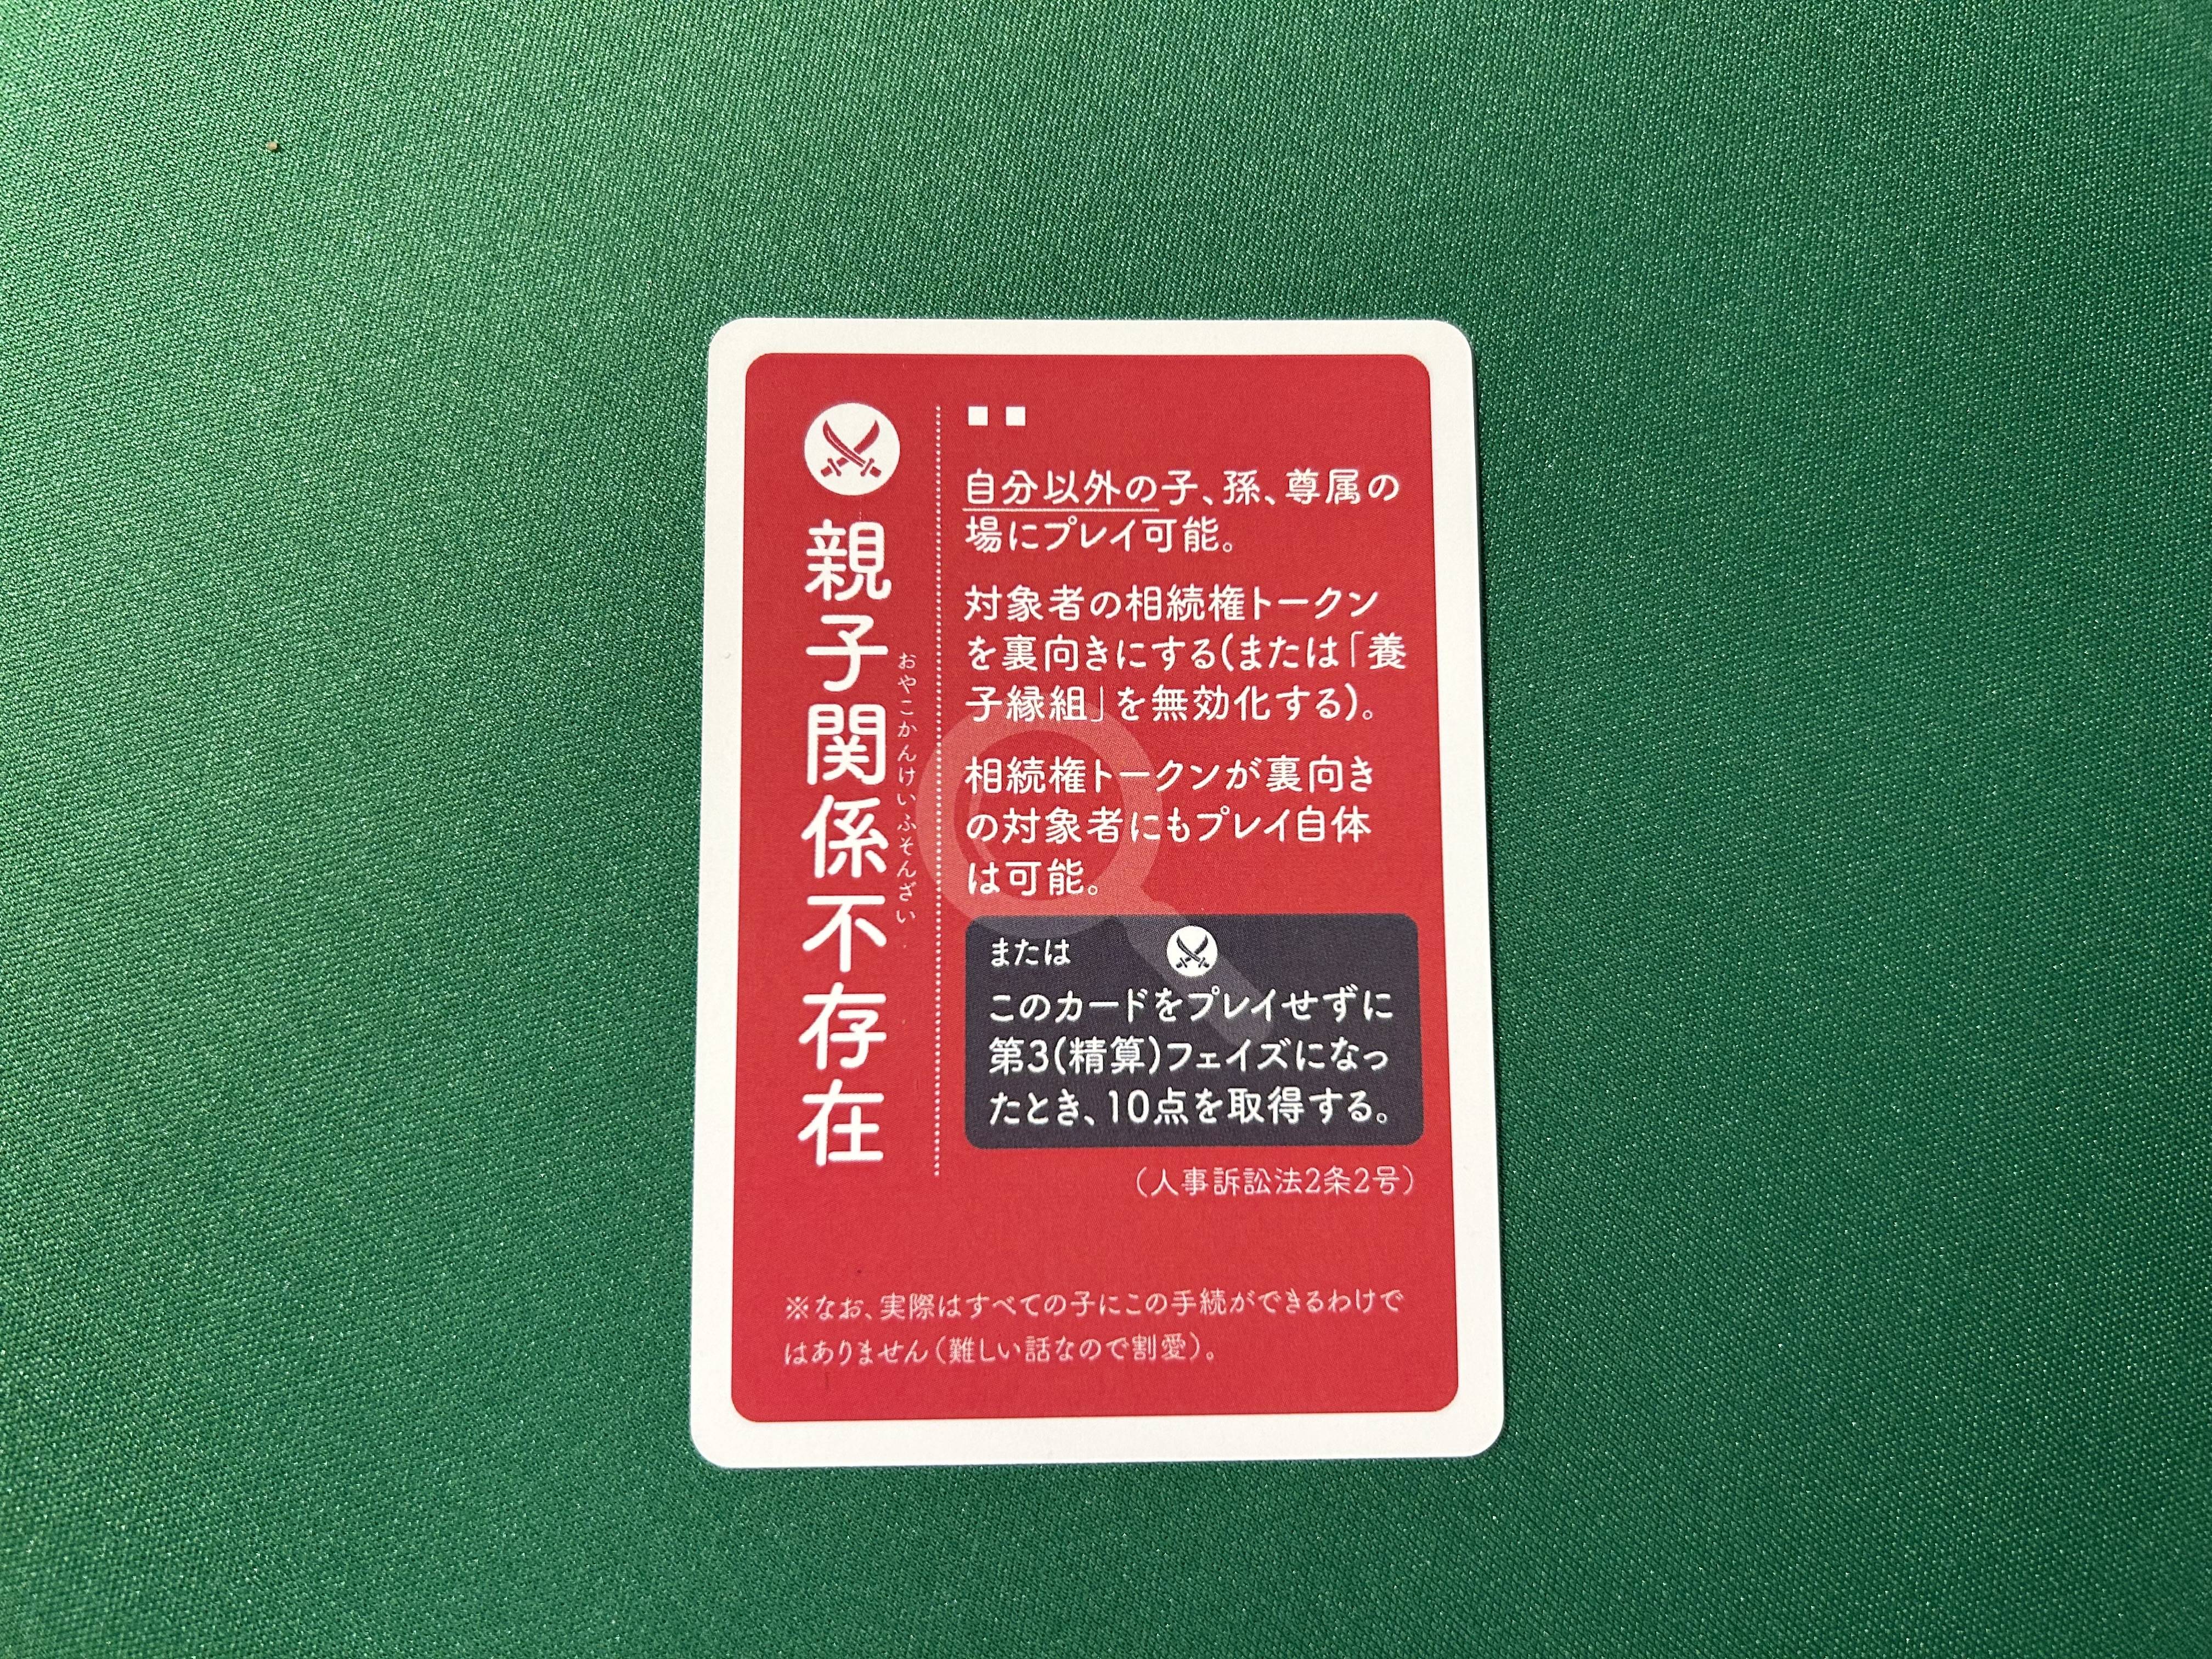 親子関係不存在
おやこかんけいふそんざい
自分以外の子、孫、尊属の
場にプレイ可能。
対象者の相続権トークン
を裏向きにする(または「養
子縁組」を無効化する)。
相続権トークンが裏向き
の対象者にもプレイ自体
は可能。
または
このカードをプレイせずに
第3(精算)フェイズになっ
たとき、10点を取得する。
(人事訴訟法2条2号)
※なお、実際はすべての子にこの手続ができるわけで
はありません(難しい話なので割愛)。